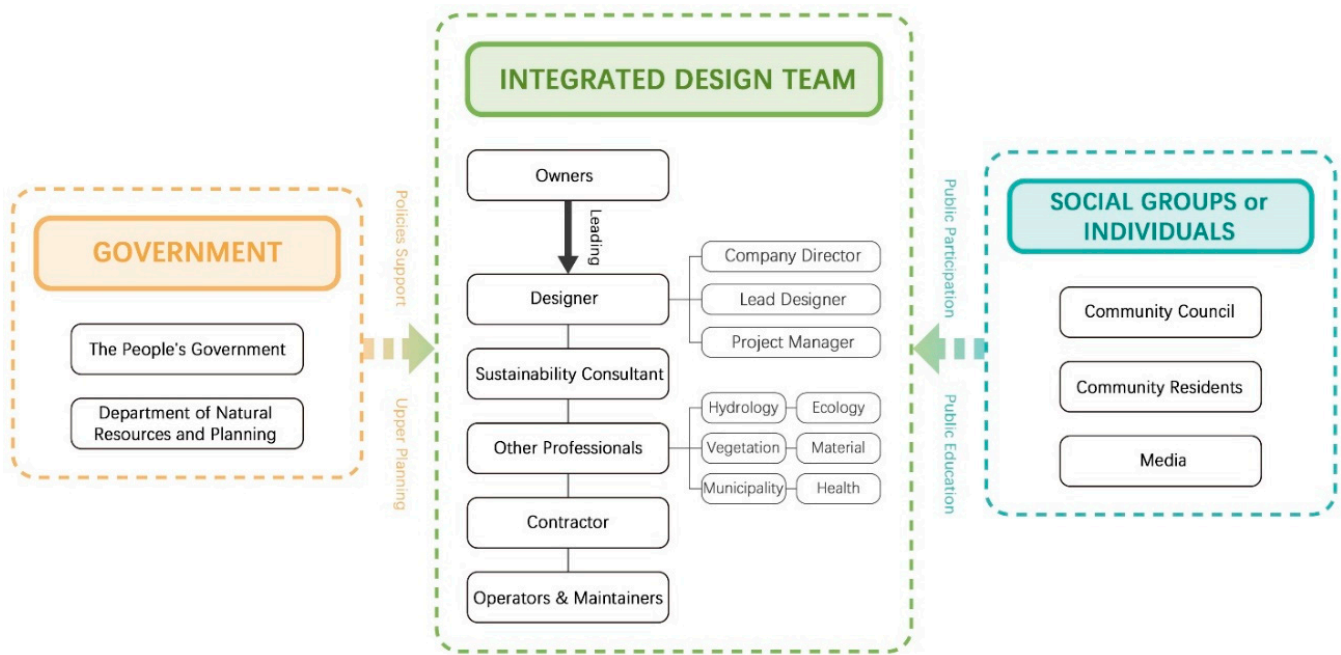 GOVERNMENT
The People's Government
Department of Natural
Resources and Planning
Policies Support
Upper Planning
INTEGRATED DESIGN TEAM
Owners
Leading
Designer
Company Director
Lead Designer
Project Manager
Sustainability Consultant
Other Professionals
Hydrology
Ecology
Vegetation
Material
Municipality
Health
Contractor
Operators & Maintainers
Public Participation
Public Education
SOCIAL GROUPS or
INDIVIDUALS
Community Council
Community Residents
Media